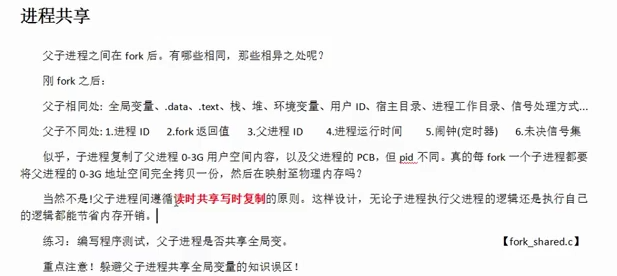 进程共享
父子进程之间在 fork 后。有哪些相同，那些相异之处呢？
刚 fork 之后：
父子相同处: 全局变量、.data、.text、栈、堆、环境变量、用户 ID、宿主目录、进程工作目录、信号处理方式...
父子不同处: 1.进程 ID 2.fork 返回值 3.父进程 ID 4.进程运行时间 5.闹钟(定时器) 6.未决信号集
似乎，子进程复制了父进程 0-3G 用户空间内容，以及父进程的 PCB，但 pid 不同。真的每 fork 一个子进程都要
将父进程的 0-3G 地址空间完全拷贝一份，然后在映射至物理内存吗？
当然不是!父子进程间遵循读时共享写时复制的原则。这样设计，无论子进程执行父进程的逻辑还是执行自己
的逻辑都能节省内存开销。
练习：编写程序测试，父子进程是否共享全局变。 【fork_shared.c】
重点注意！躲避父子进程共享全局变量的知识误区！